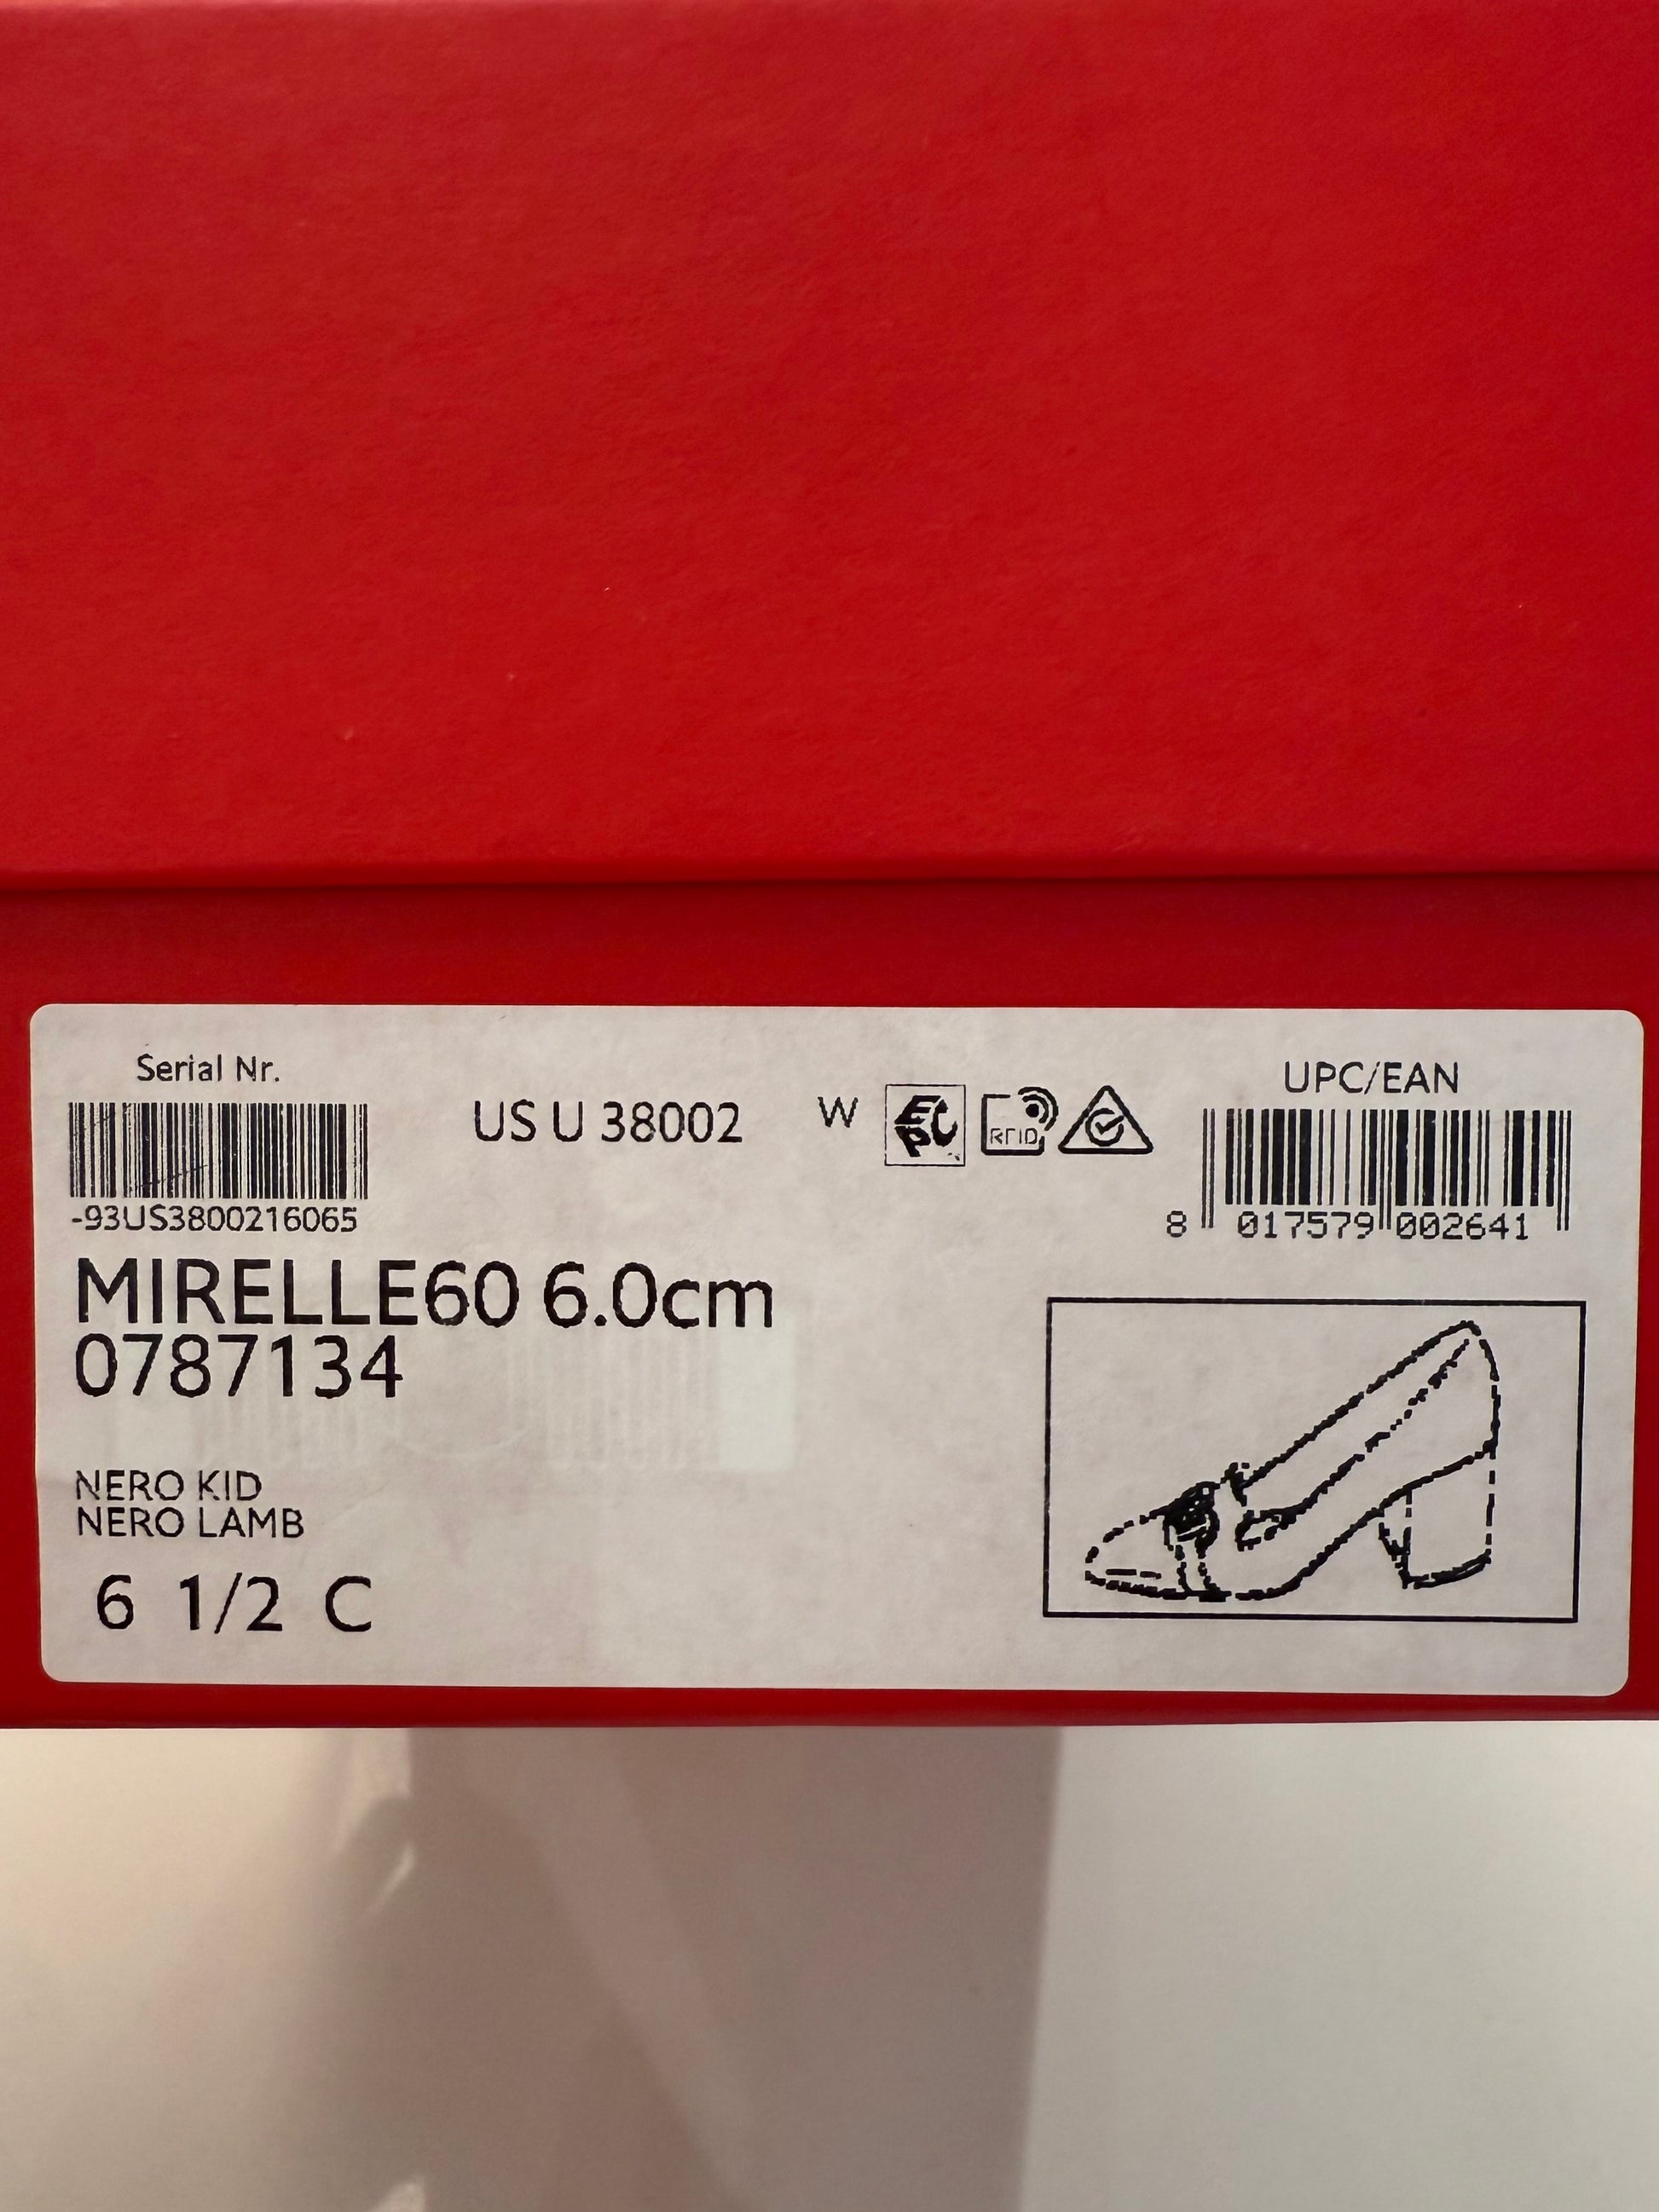 Serial Nr.
-93US3800216065
US U 38002
W
EPC
RFID
UPC/EAN
8 017579 002641
MIRELLE60 6.0cm
0787134
NERO KID
NERO LAMB
6 1/2 C